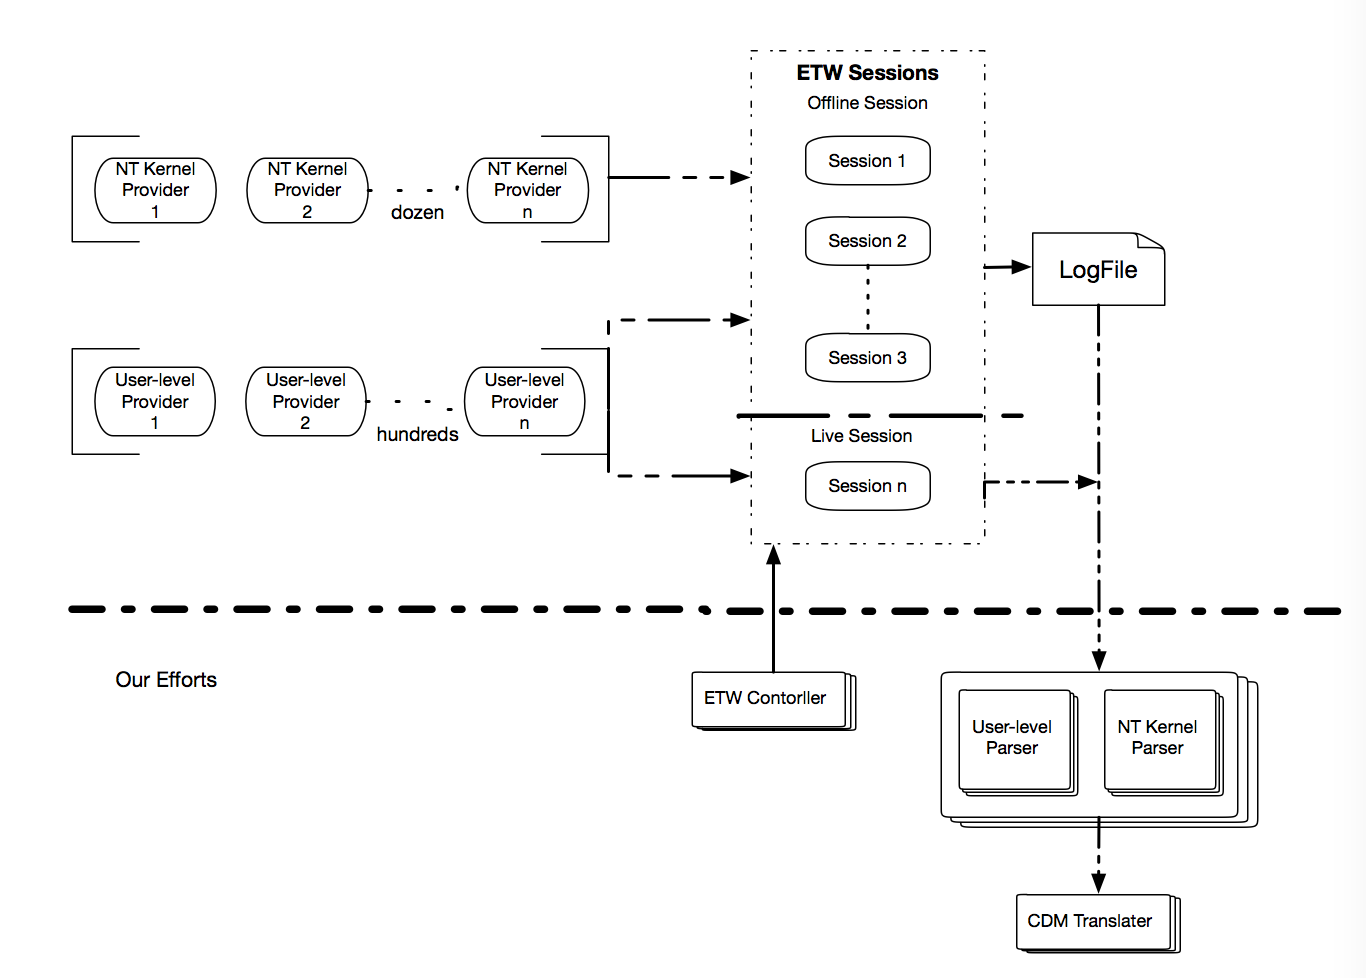 ETW Sessions
Offline Session
NT Kernel
Provider
1
NT Kernel
Provider
2
dozen
NT Kernel
Provider
n
Session 1
Session 2
Session 3
LogFile
User-level
Provider
1
User-level
Provider
2
hundreds
User-level
Provider
n
Live Session
Session n
Our Efforts
ETW Contorller
User-level
Parser
NT Kernel
Parser
CDM Translater